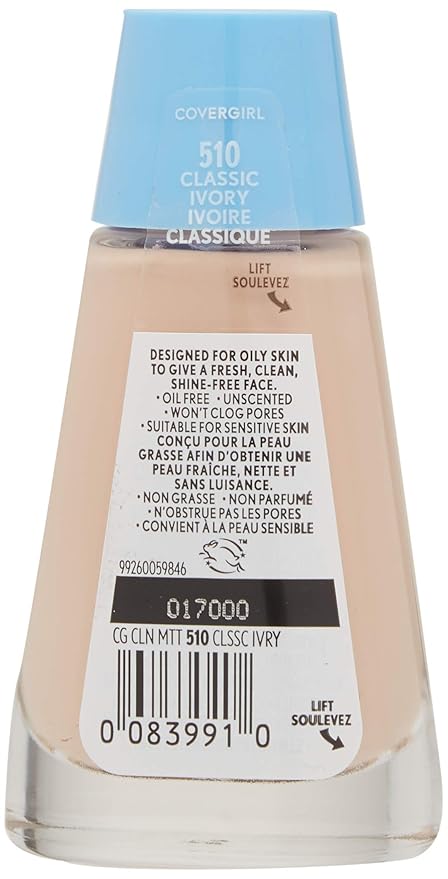 COVERGIRL
510
CLASSIC
IVORY
IVOIRE
CLASSIQUE
LIFT
SOULEVEZ
DESIGNED FOR OILY SKIN
TO GIVE A FRESH, CLEAN,
SHINE-FREE FACE.
• OIL FREE • UNSCENTED
• WON'T CLOG PORES
• SUITABLE FOR SENSITIVE SKIN
CONÇU POUR LA PEAU
GRASSE AFIN D'OBTENIR UNE
PEAU FRAÎCHE, NETTE ET
SANS LUISANCE.
• NON GRASSE • NON PARFUMÉ
• N'OBSTRUE PAS LES PORES
• CONVIENT À LA PEAU SENSIBLE
TM
99260059846
017000
CG CLN MTT 510 CLSSC IVRY
0 083991 0
LIFT
SOULEVEZ